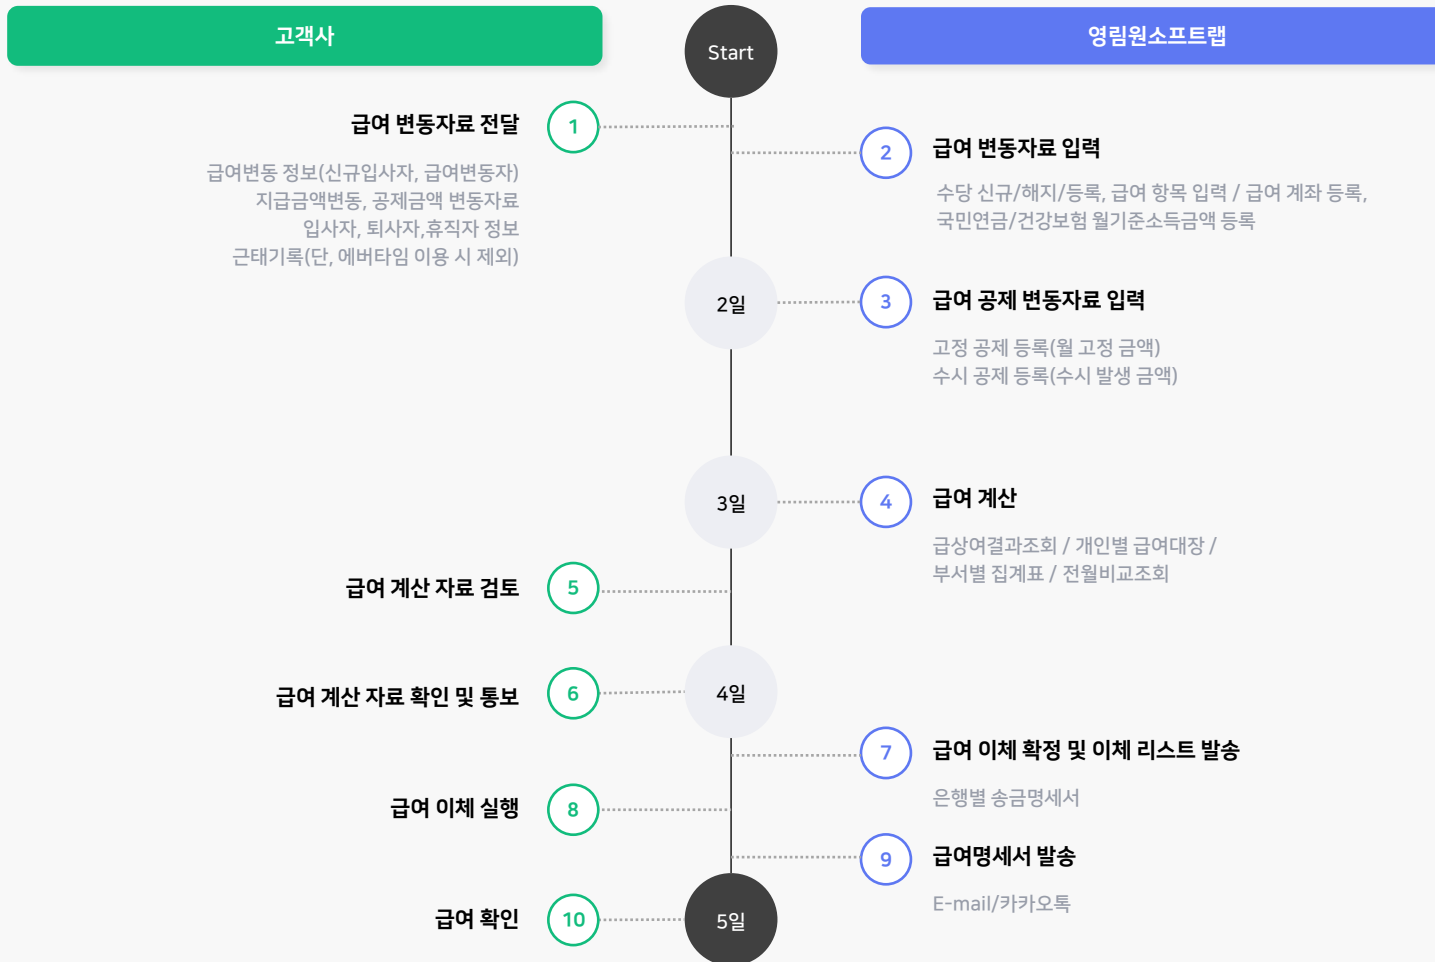 고객사
Start
영림원소프트랩
급여 변동자료 전달
1
급여변동 정보(신규입사자, 급여변동자)
지급금액변동, 공제금액 변동자료
입사자, 퇴사자,휴직자 정보
근태기록(단, 에버타임 이용 시 제외)
2
급여 변동자료 입력
수당 신규/해지/등록, 급여 항목 입력 / 급여 계좌 등록,
국민연금/건강보험 월기준소득금액 등록
2일
3
급여 공제 변동자료 입력
고정 공제 등록(월 고정 금액)
수시 공제 등록(수시 발생 금액)
3일
4
급여 계산
급상여결과조회 / 개인별 급여대장 /
부서별 집계표 / 전월비교조회
급여 계산 자료 검토
5
급여 계산 자료 확인 및 통보
6
4일
7
급여 이체 확정 및 이체 리스트 발송
은행별 송금명세서
급여 이체 실행
8
9
급여명세서 발송
E-mail/카카오톡
급여 확인
10
5일